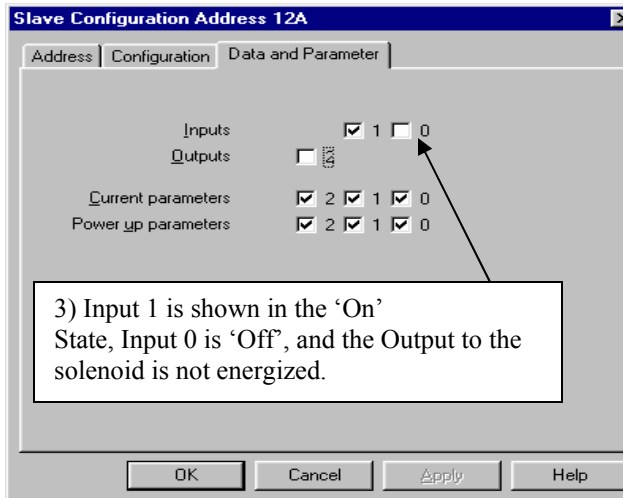 Slave Configuration Address 12A
Address Configuration Data and Parameter
Inputs 1 0
Outputs 2
Current parameters 2 1 0
Power up parameters 2 1 0
3) Input 1 is shown in the ‘On’
State, Input 0 is ‘Off’, and the Output to the
solenoid is not energized.
OK Cancel Apply Help